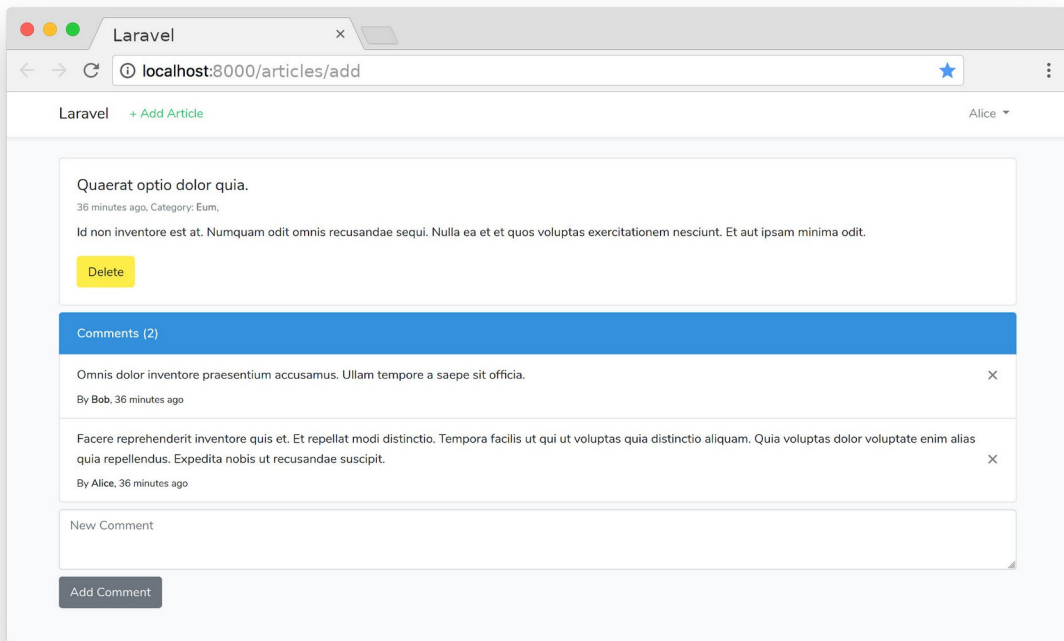 Laravel
localhost:8000/articles/add
Laravel + Add Article Alice
Quaerat optio dolor quia.
36 minutes ago, Category: Eum,
Id non inventore est at. Numquam odit omnis recusandae sequi. Nulla ea et et quos voluptas exercitationem nesciunt. Et aut ipsam minima odit.
Delete
Comments (2)
Omnis dolor inventore praesentium accusamus. Ullam tempore a saepe sit officia.
By Bob, 36 minutes ago
Facere reprehenderit inventore quis et. Et repellat modi distinctio. Tempora facilis ut qui ut voluptas quia distinctio aliquam. Quia voluptas dolor voluptate enim alias
quia repellendus. Expedita nobis ut recusandae suscipit.
By Alice, 36 minutes ago
New Comment
Add Comment